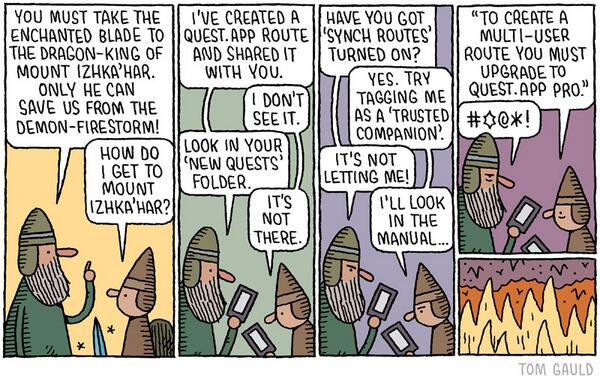 YOU MUST TAKE THE
ENCHANTED BLADE TO
THE DRAGON-KING OF
MOUNT IZHKA'HAR.
ONLY HE CAN
SAVE US FROM THE
DEMON-FIRESTORM!
HOW DO
I GET TO
MOUNT
IZHKA'HAR?
I'VE CREATED A
QUEST.APP ROUTE
AND SHARED IT
WITH YOU.
I DON'T
SEE IT.
LOOK IN YOUR
'NEW QUESTS'
FOLDER.
IT'S
NOT
THERE.
HAVE YOU GOT
'SYNCH ROUTES'
TURNED ON?
YES. TRY
TAGGING ME
AS A 'TRUSTED
COMPANION'.
IT'S NOT
LETTING ME!
I'LL LOOK
IN THE
MANUAL...
"TO CREATE A
MULTI-USER
ROUTE YOU MUST
UPGRADE TO
QUEST.APP PRO."
#✡@*!
TOM GAULD